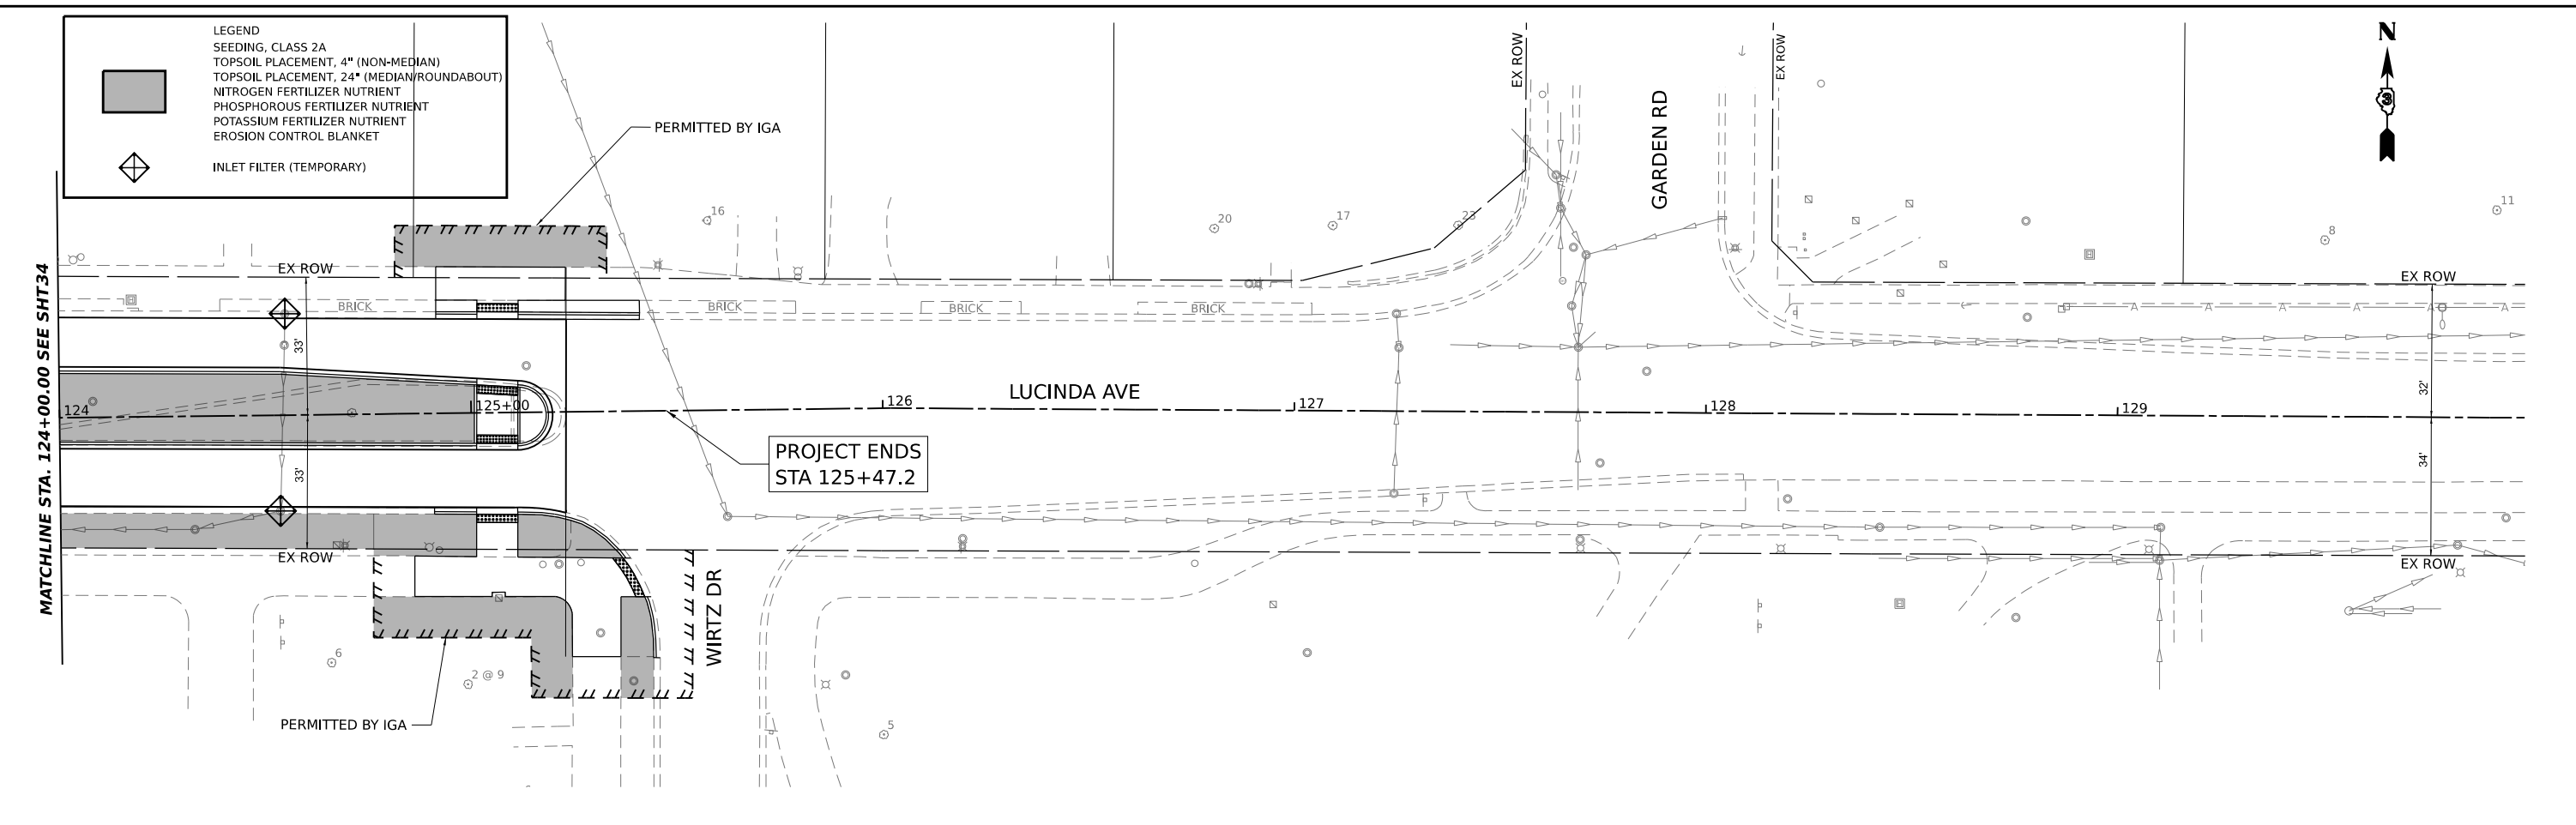 LEGEND
SEEDING, CLASS 2A
TOPSOIL PLACEMENT, 4" (NON-MEDIAN)
TOPSOIL PLACEMENT, 24" (MEDIAN/ROUNDABOUT)
NITROGEN FERTILIZER NUTRIENT
PHOSPHOROUS FERTILIZER NUTRIENT
POTASSIUM FERTILIZER NUTRIENT
EROSION CONTROL BLANKET
INLET FILTER (TEMPORARY)
N
3
EX ROW
EX ROW
GARDEN RD
PERMITTED BY IGA
16
20
17
23
8
11
MATCHLINE STA. 124+00.00 SEE SHT34
EX ROW
EX ROW
BRICK
BRICK
BRICK
BRICK
A
A
A
A
A
A
33'
32'
LUCINDA AVE
124
125+00
126
127
128
129
PROJECT ENDS
STA 125+47.2
33'
34'
EX ROW
EX ROW
WIRTZ DR
6
2 @ 9
5
PERMITTED BY IGA